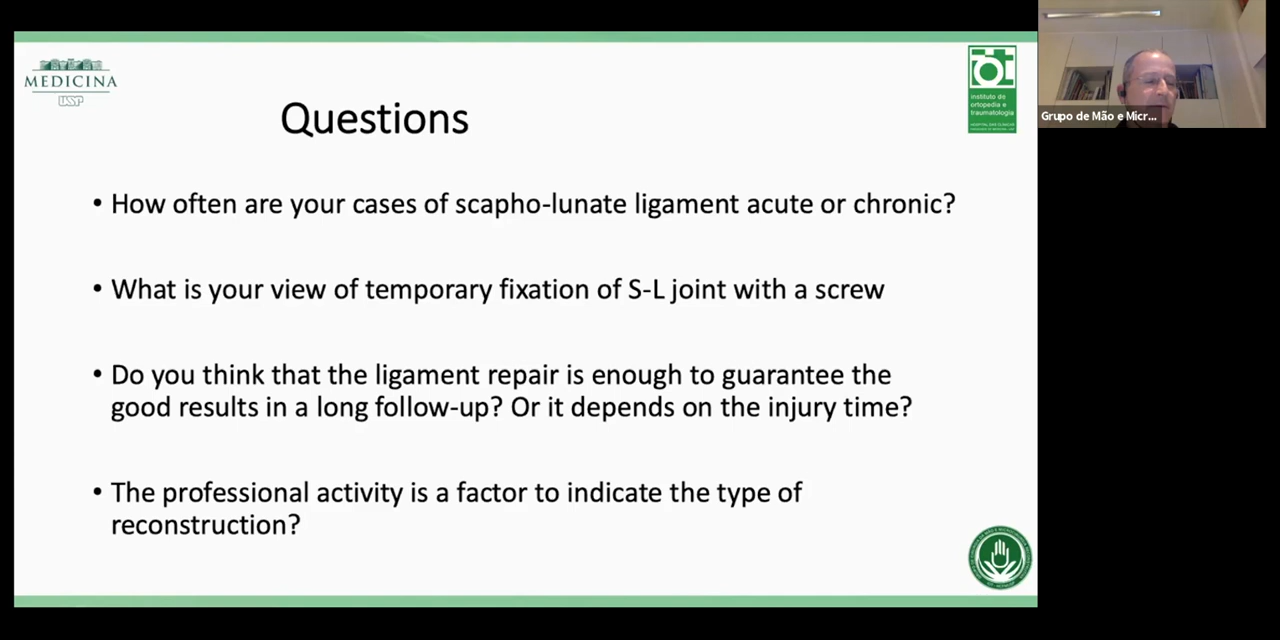 MEDICINA
USP
Questions
instituto de
ortopedia e
traumatologia
Grupo de Mão e Micr...
• How often are your cases of scapho-lunate ligament acute or chronic?
• What is your view of temporary fixation of S-L joint with a screw
• Do you think that the ligament repair is enough to guarantee the
good results in a long follow-up? Or it depends on the injury time?
• The professional activity is a factor to indicate the type of
reconstruction?